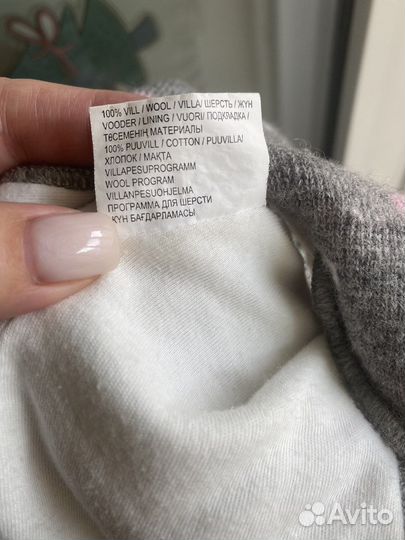 100% VILL / WOOL / VILLA/ ШЕРСТЬ / ЖҮН
VOODER / LINING / VUORI/ ПОДКЛАДКА/
ТөСЕМЕНІҢ МАТЕРИАЛЫ
100% PUUVILL / COTTON / PUUVILLA/
ХЛОПОК / МАҚТА
VILLAPESUPROGRAMM
WOOL PROGRAM
VILLANPESUOHJELMA
ПРОГРАММА ДЛЯ ШЕРСТИ
ЖҮН БАҒДАРЛАМАСЫ
Avito